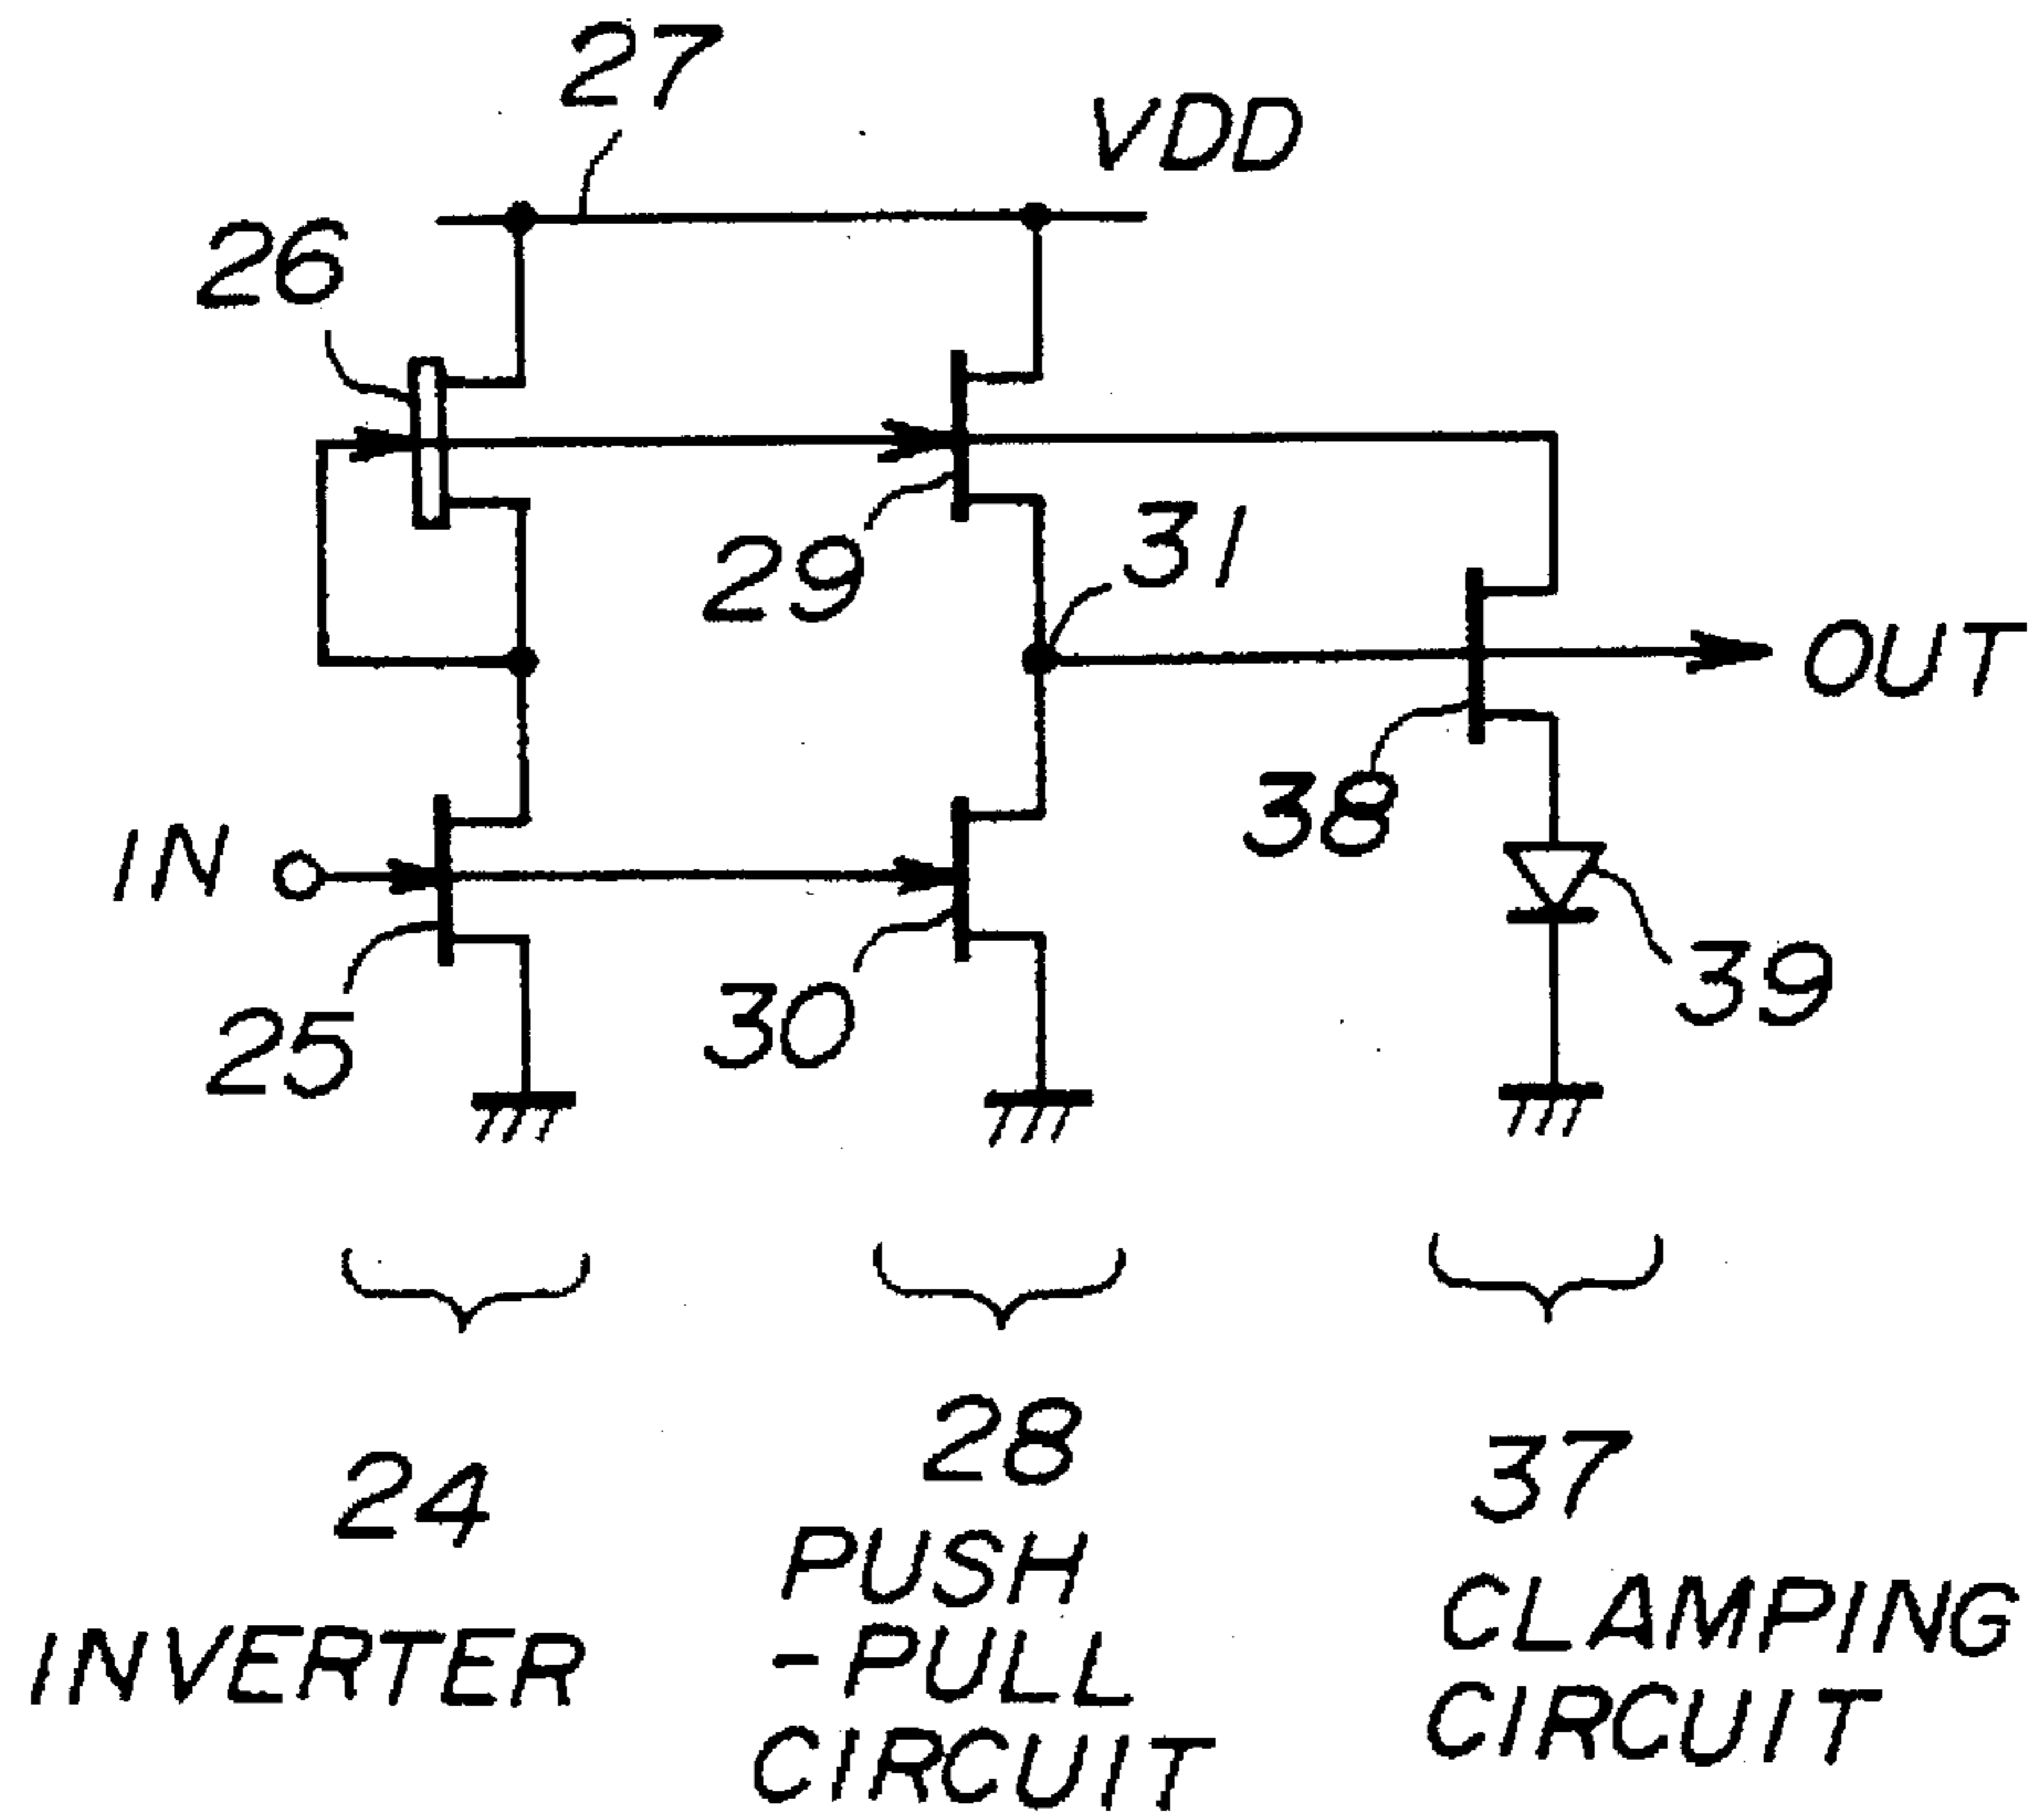 27
VDD
26
29
31
OUT
38
IN
39
25
30
24
INVERTER
28
PUSH
-PULL
CIRCUIT
37
CLAMPING
CIRCUIT